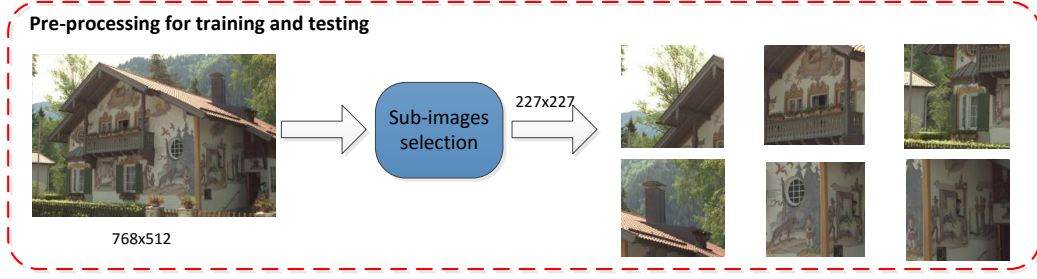 Pre-processing for training and testing
768x512
Sub-images
selection
227x227